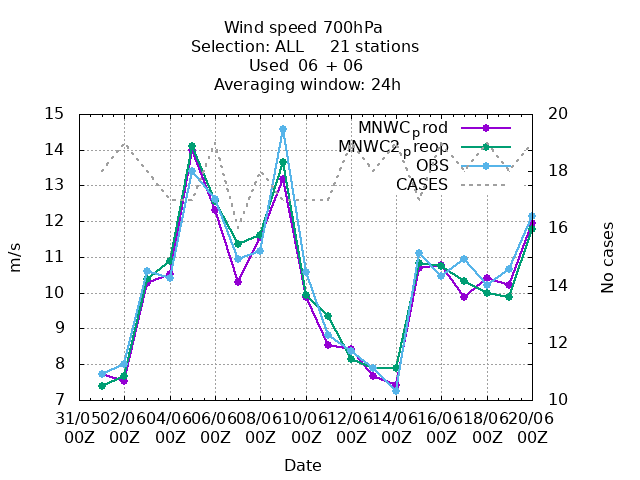 Wind speed 700hPa
Selection: ALL 21 stations
Used 06 + 06
Averaging window: 24h
15 20
MNWC_prod
MNWC2_preop
OBS
CASES
14
13 18
12
16
11
m/s
No cases
10 14
9
12
8
7 10
31/05 02/06 04/06 06/06 08/06 10/06 12/06 14/06 16/06 18/06 20/06
00Z 00Z 00Z 00Z 00Z 00Z 00Z 00Z 00Z 00Z 00Z
Date